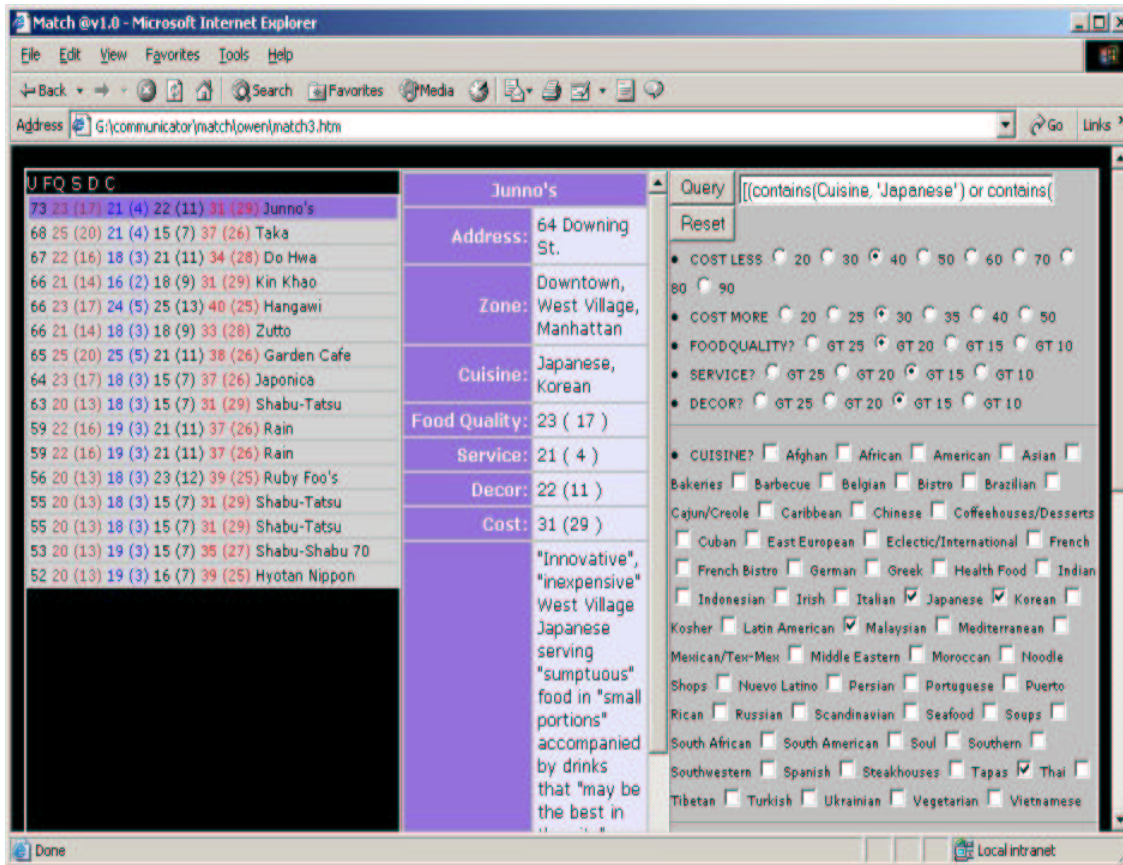 Match @v1.0 - Microsoft Internet Explorer
File Edit View Favorites Tools Help
Back Search Favorites Media
Address G:\communicator\match\owen\match3.htm Go Links
U FQ S D C
73 23 (17) 21 (4) 22 (11) 31 (29) Junno's
68 25 (20) 21 (4) 15 (7) 37 (26) Taka
67 22 (16) 18 (3) 21 (11) 34 (28) Do Hwa
66 21 (14) 16 (2) 18 (9) 31 (29) Kin Khao
66 23 (17) 24 (5) 25 (13) 40 (25) Hangawi
66 21 (14) 18 (3) 18 (9) 33 (28) Zutto
65 25 (20) 25 (5) 21 (11) 38 (26) Garden Cafe
64 23 (17) 18 (3) 15 (7) 37 (26) Japonica
63 20 (13) 18 (3) 15 (7) 31 (29) Shabu-Tatsu
59 22 (16) 19 (3) 21 (11) 37 (26) Rain
59 22 (16) 19 (3) 21 (11) 37 (26) Rain
56 20 (13) 18 (3) 23 (12) 39 (25) Ruby Foo's
55 20 (13) 18 (3) 15 (7) 31 (29) Shabu-Tatsu
55 20 (13) 18 (3) 15 (7) 31 (29) Shabu-Tatsu
53 20 (13) 19 (3) 15 (7) 35 (27) Shabu-Shabu 70
52 20 (13) 19 (3) 16 (7) 39 (25) Hyotan Nippon
Junno's
Address: 64 Downing
St.
Zone: Downtown,
West Village,
Manhattan
Cuisine: Japanese,
Korean
Food Quality: 23 ( 17 )
Service: 21 ( 4 )
Decor: 22 (11 )
Cost: 31 (29 )
"Innovative",
"inexpensive"
West Village
Japanese
serving
"sumptuous"
food in "small
portions"
accompanied
by drinks
that "may be
the best in
Query [(contains(Cuisine, 'Japanese') or contains(
Reset
• COST LESS 20 30 40 50 60 70
80 90
• COST MORE 20 25 30 35 40 50
• FOODQUALITY? GT 25 GT 20 GT 15 GT 10
• SERVICE? GT 25 GT 20 GT 15 GT 10
• DECOR? GT 25 GT 20 GT 15 GT 10
• CUISINE? Afghan African American Asian
Bakeries Barbecue Belgian Bistro Brazilian
Cajun/Creole Caribbean Chinese Coffeehouses/Desserts
Cuban East European Eclectic/International French
French Bistro German Greek Health Food Indian
Indonesian Irish Italian Japanese Korean
Kosher Latin American Malaysian Mediterranean
Mexican/Tex-Mex Middle Eastern Moroccan Noodle
Shops Nuevo Latino Persian Portuguese Puerto
Rican Russian Scandinavian Seafood Soups
South African South American Soul Southern
Southwestern Spanish Steakhouses Tapas Thai
Tibetan Turkish Ukrainian Vegetarian Vietnamese
Done Local intranet